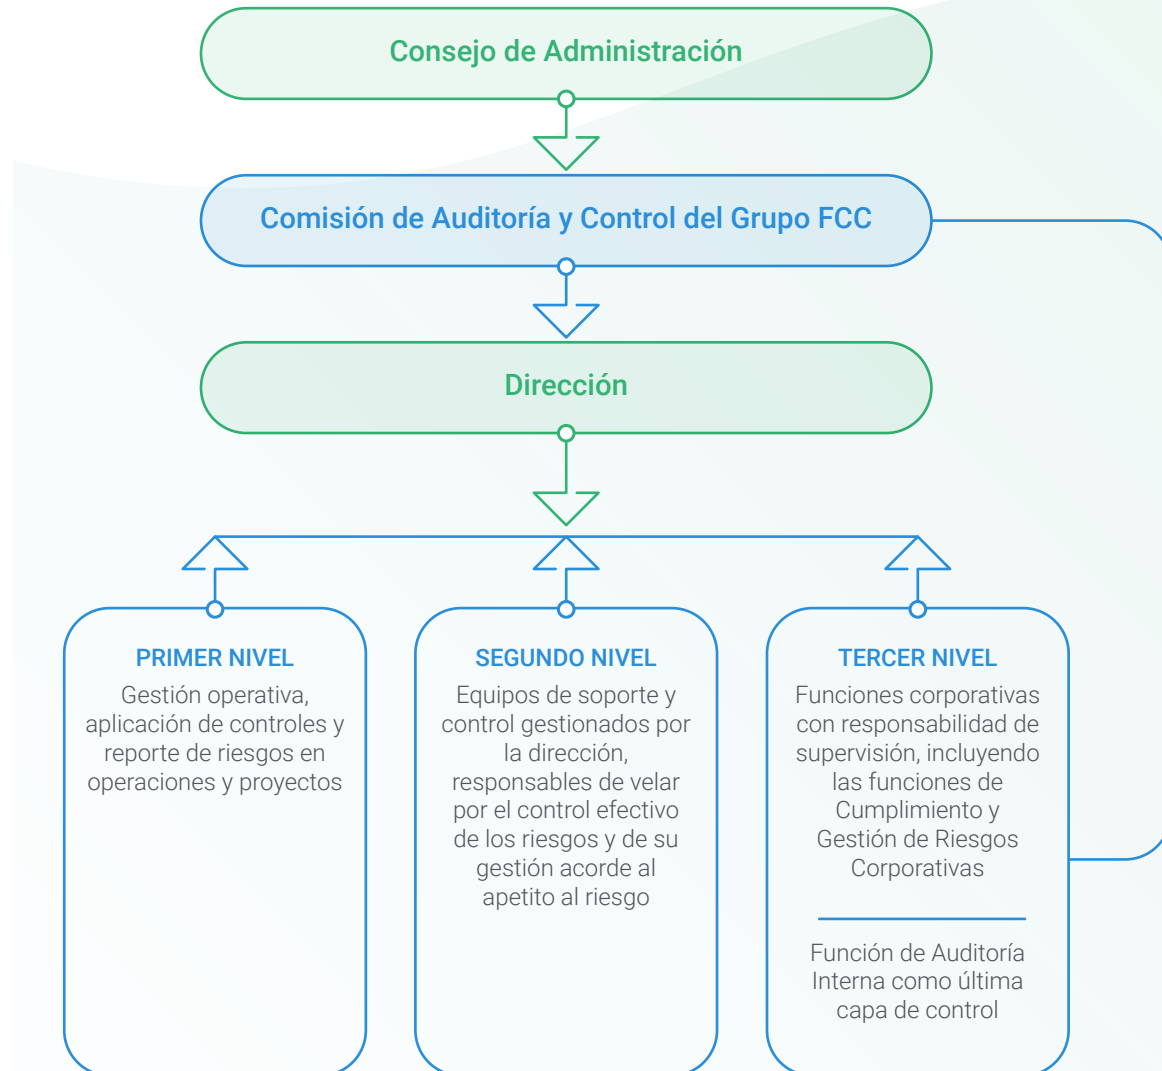 Consejo de Administración
Comisión de Auditoría y Control del Grupo FCC
Dirección
PRIMER NIVEL
Gestión operativa,
aplicación de controles y
reporte de riesgos en
operaciones y proyectos
SEGUNDO NIVEL
Equipos de soporte y
control gestionados por
la dirección,
responsables de velar
por el control efectivo
de los riesgos y de su
gestión acorde al
apetito al riesgo
TERCER NIVEL
Funciones corporativas
con responsabilidad de
supervisión, incluyendo
las funciones de
Cumplimiento y
Gestión de Riesgos
Corporativas
Función de Auditoría
Interna como última
capa de control